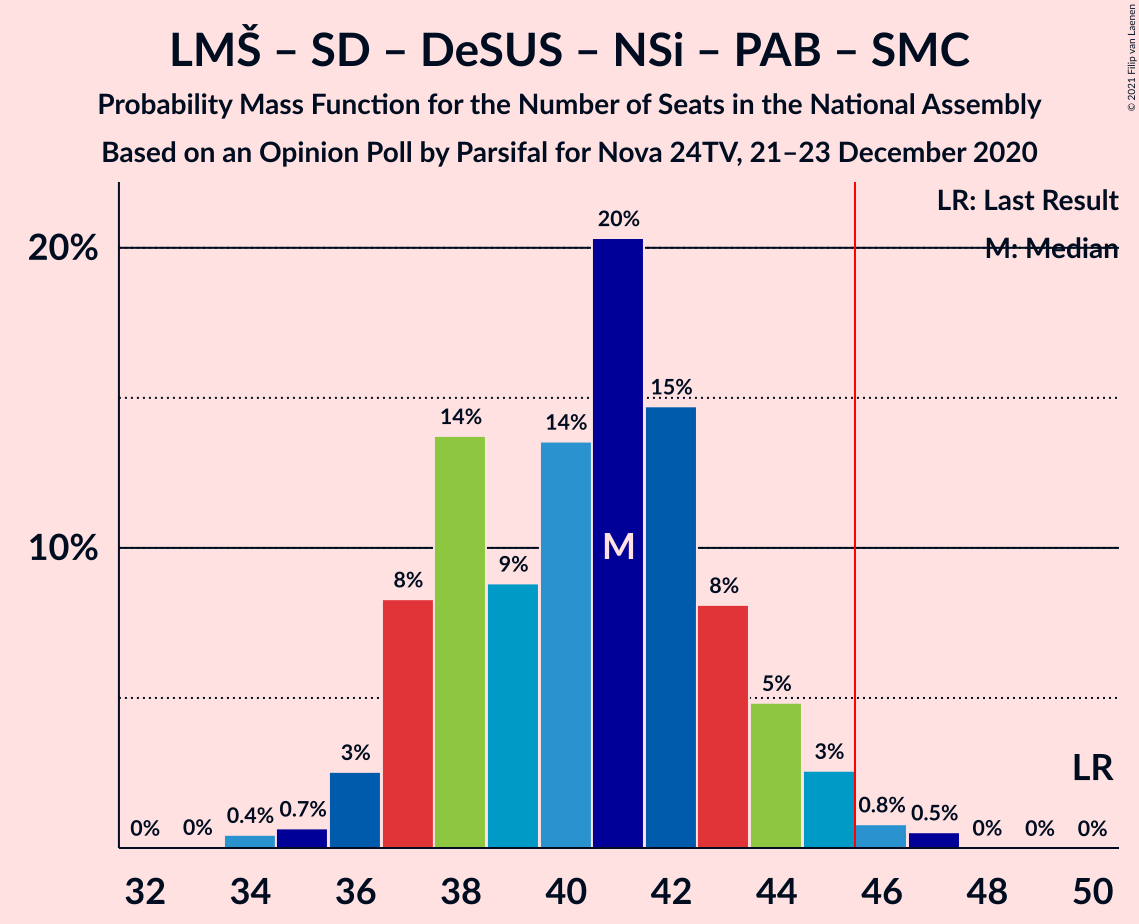 LMŠ – SD – DeSUS – NSi – PAB – SMC
Probability Mass Function for the Number of Seats in the National Assembly
Based on an Opinion Poll by Parsifal for Nova 24TV, 21–23 December 2020
© 2021 Filip van Laenen
LR: Last Result
M: Median
20%
10%
0%
0%
0.4%
0.7%
3%
8%
14%
9%
14%
20%
15%
8%
5%
3%
0.8%
0.5%
0%
0%
0%
M
LR
32 34 36 38 40 42 44 46 48 50